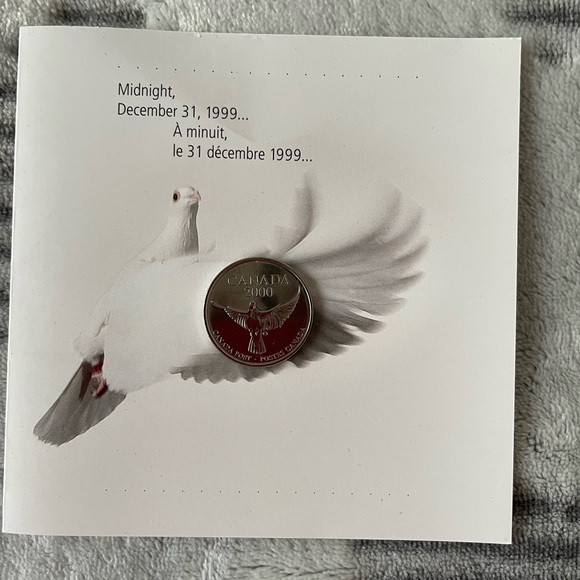 Midnight,
December 31, 1999...
À minuit,
le 31 décembre 1999...
CANADA
2000
CANADA POST - POSTES CANADA